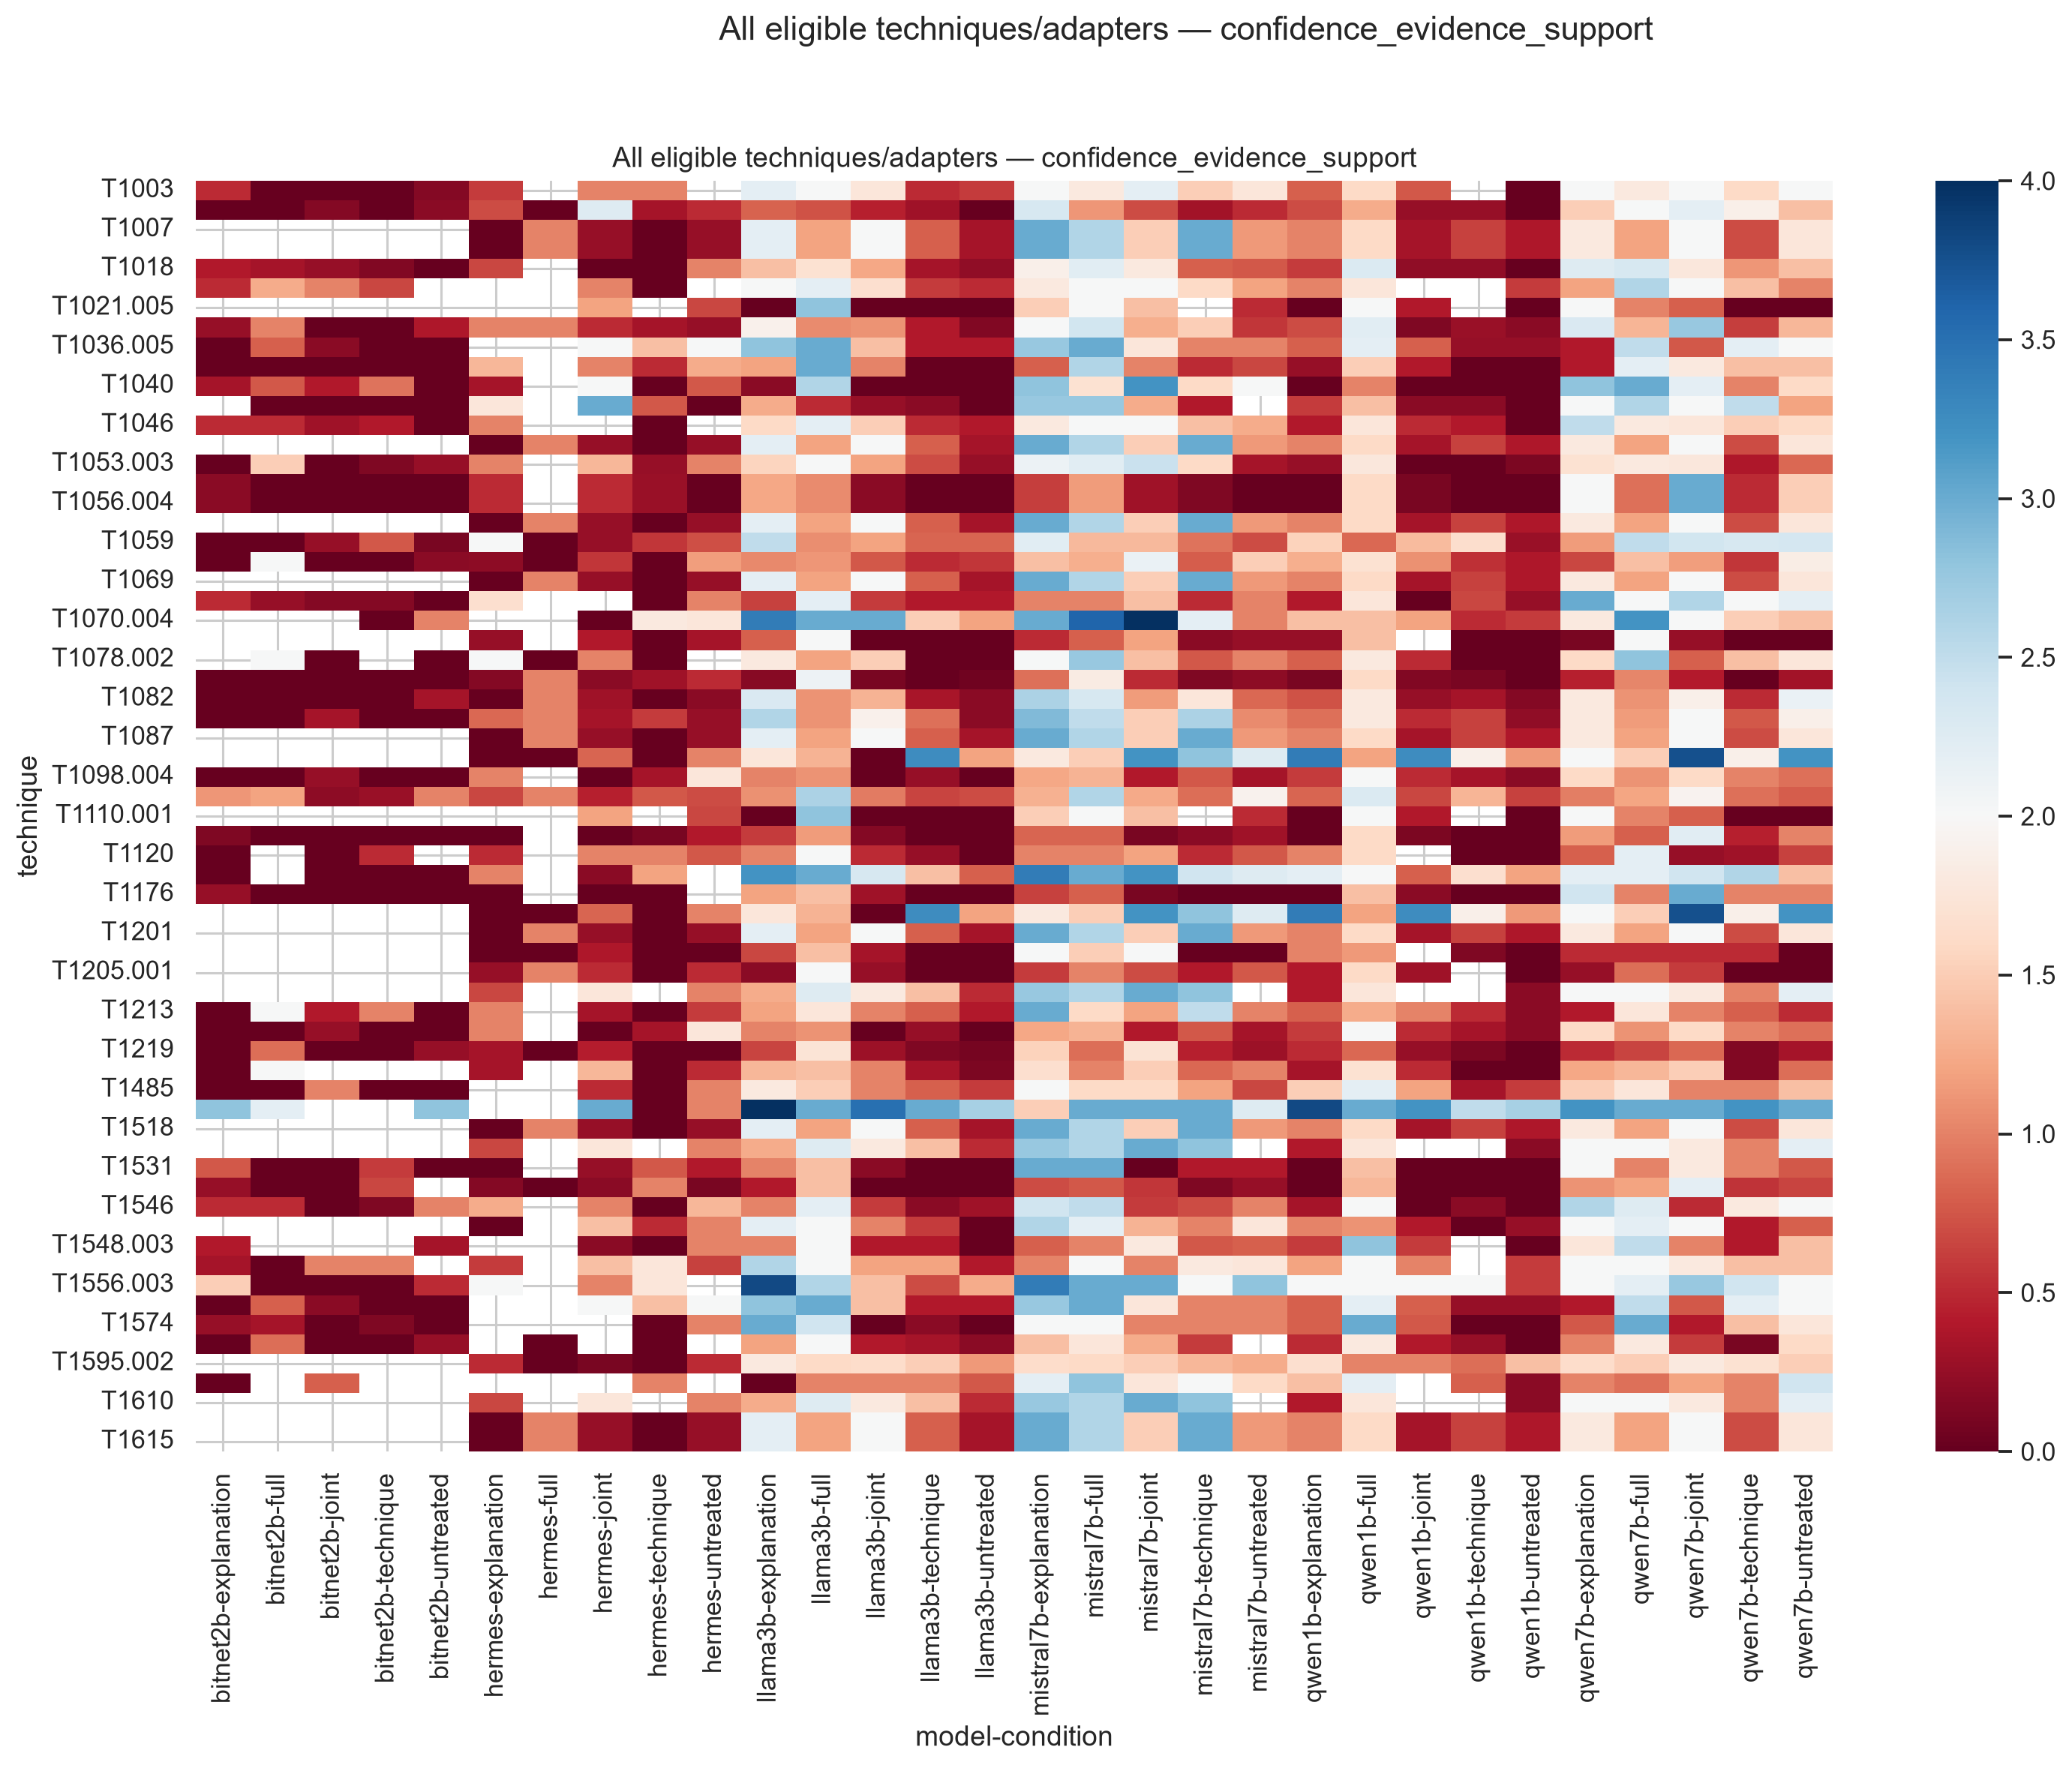 All eligible techniques/adapters — confidence_evidence_support
All eligible techniques/adapters — confidence_evidence_support
technique
T1003
T1007
T1018
T1021.005
T1036.005
T1040
T1046
T1053.003
T1056.004
T1059
T1069
T1070.004
T1078.002
T1082
T1087
T1098.004
T1110.001
T1120
T1176
T1201
T1205.001
T1213
T1219
T1485
T1518
T1531
T1546
T1548.003
T1556.003
T1574
T1595.002
T1610
T1615
bitnet2b-explanation
bitnet2b-full
bitnet2b-joint
bitnet2b-technique
bitnet2b-untreated
hermes-explanation
hermes-full
hermes-joint
hermes-technique
hermes-untreated
llama3b-explanation
llama3b-full
llama3b-joint
llama3b-technique
llama3b-untreated
mistral7b-explanation
mistral7b-full
mistral7b-joint
mistral7b-technique
mistral7b-untreated
qwen1b-explanation
qwen1b-full
qwen1b-joint
qwen1b-technique
qwen1b-untreated
qwen7b-explanation
qwen7b-full
qwen7b-joint
qwen7b-technique
qwen7b-untreated
model-condition
4.0
3.5
3.0
2.5
2.0
1.5
1.0
0.5
0.0